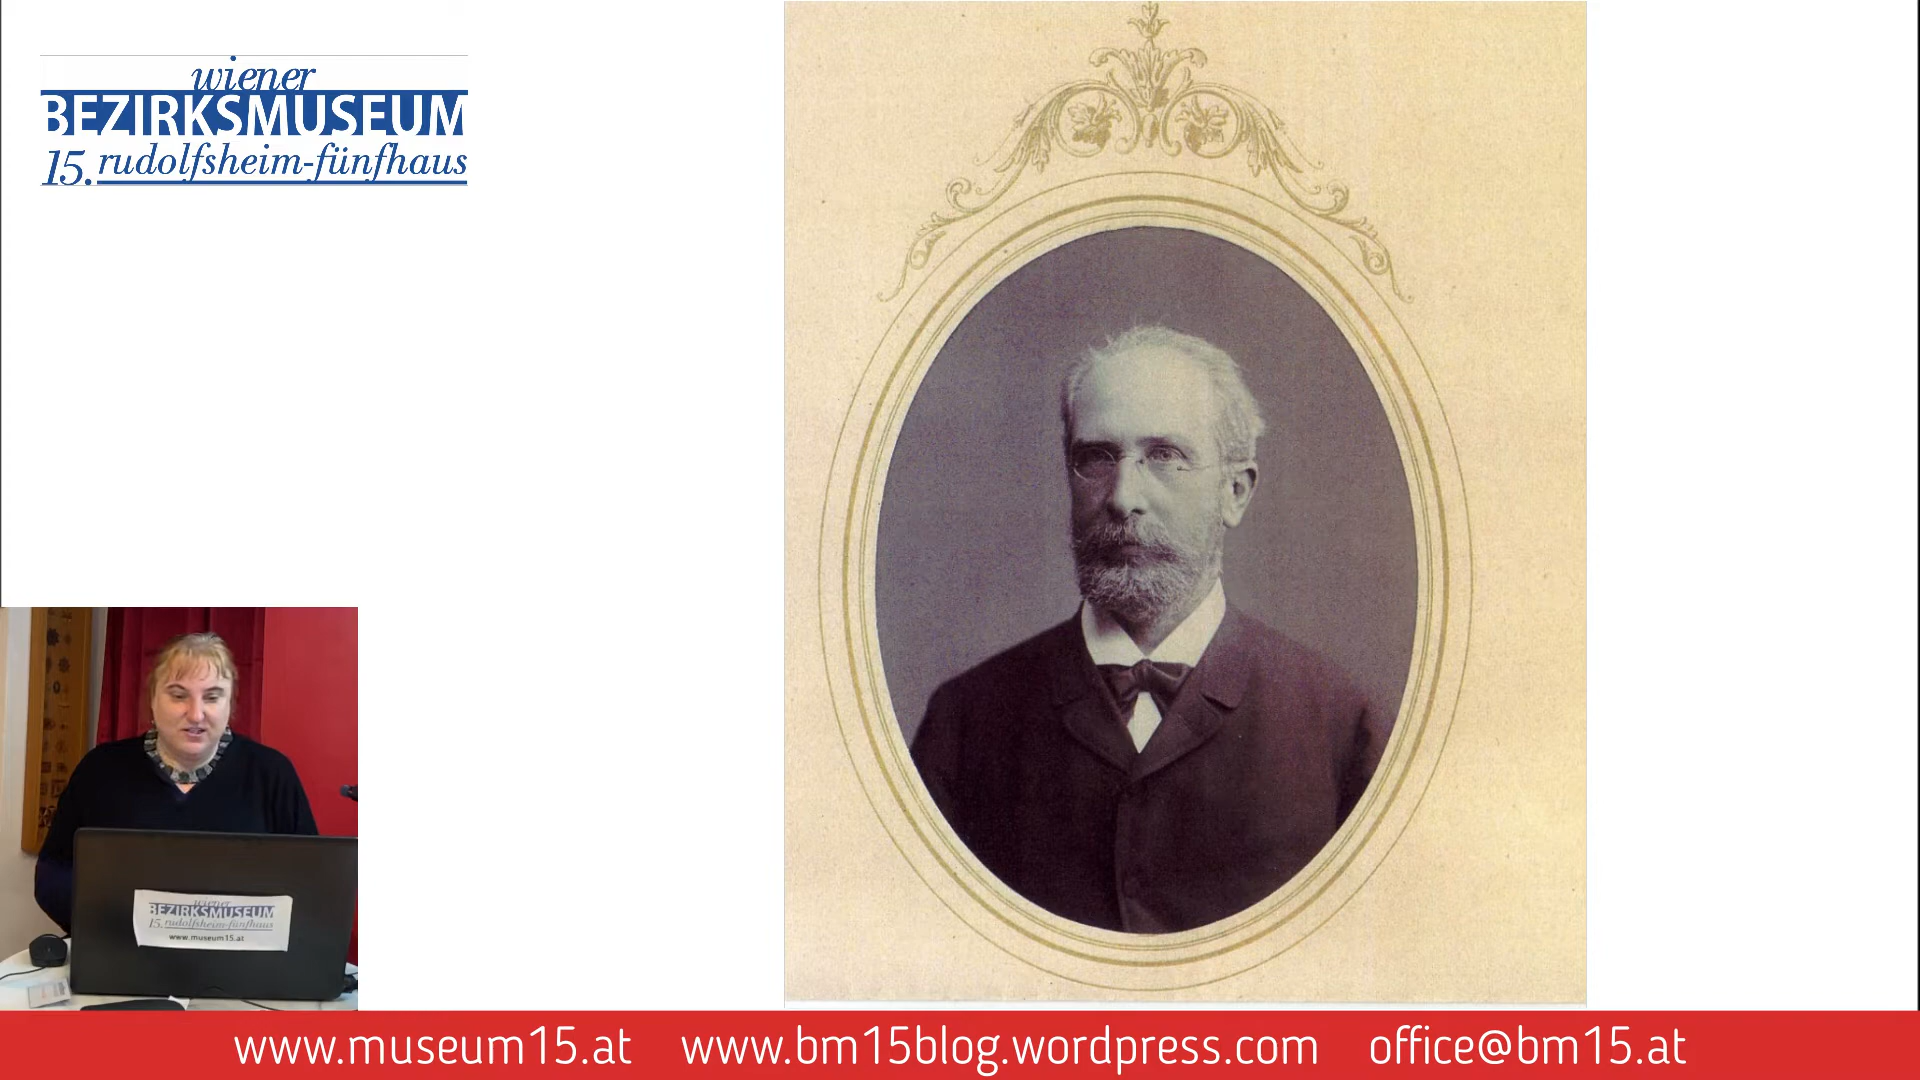 wiener
BEZIRKSMUSEUM
15. rudolfsheim-fünfhaus
wiener
BEZIRKSMUSEUM
15. rudolfsheim-fünfhaus
www.museum15.at
www.museum15.at www.bm15blog.wordpress.com office@bm15.at